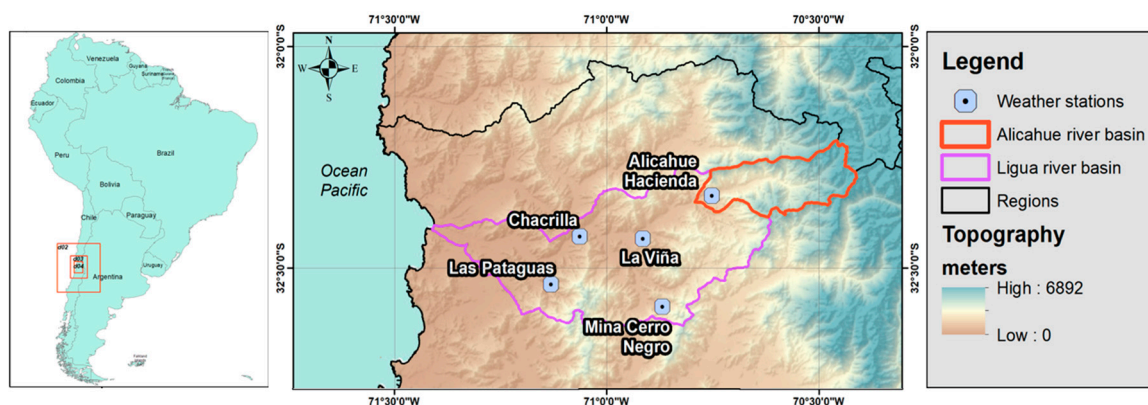 Venezuela
Guyana
Suriname
Colombia
Ecuador
Peru
Brazil
Bolivia
Chile
Paraguay
d02
d03
d04
Argentina
Uruguay
71°30'0"W
71°0'0"W
70°30'0"W
32°0'0"S
32°0'0"S
N
W
E
S
Ocean
Pacific
Alicahue
Hacienda
Chacrilla
La Viña
Las Pataguas
Mina Cerro
Negro
32°30'0"S
32°30'0"S
71°30'0"W
71°0'0"W
70°30'0"W
Legend
Weather stations
Alicahue river basin
Ligua river basin
Regions
Topography
meters
High : 6892
Low : 0